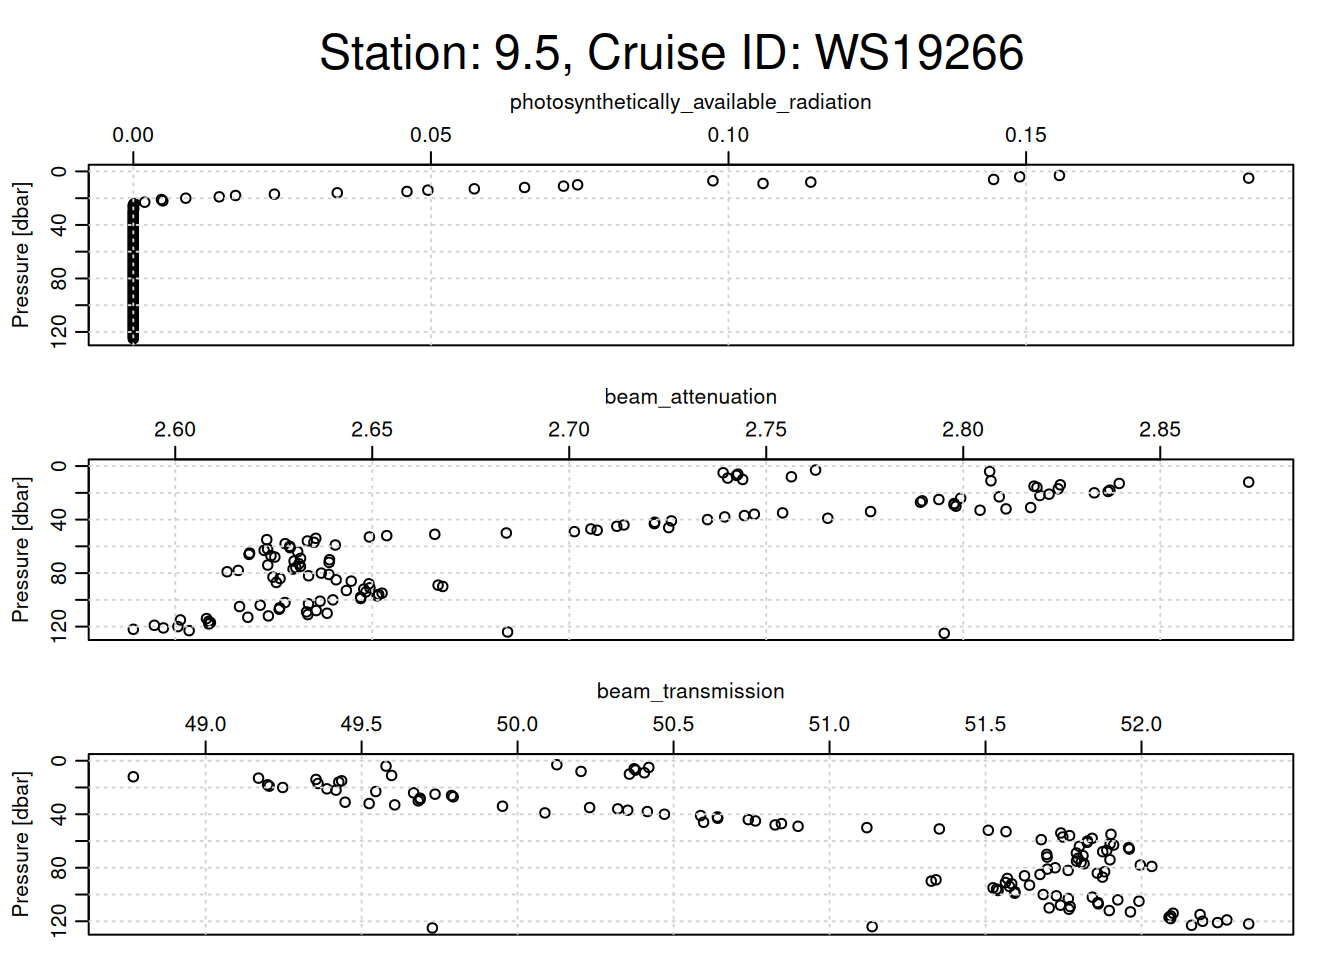 Station: 9.5, Cruise ID: WS19266
photosynthetically_available_radiation
0.00 0.05 0.10 0.15
Pressure [dbar]
0
40
80
120
beam_attenuation
2.60 2.65 2.70 2.75 2.80 2.85
Pressure [dbar]
0
40
80
120
beam_transmission
49.0 49.5 50.0 50.5 51.0 51.5 52.0
Pressure [dbar]
0
40
80
120